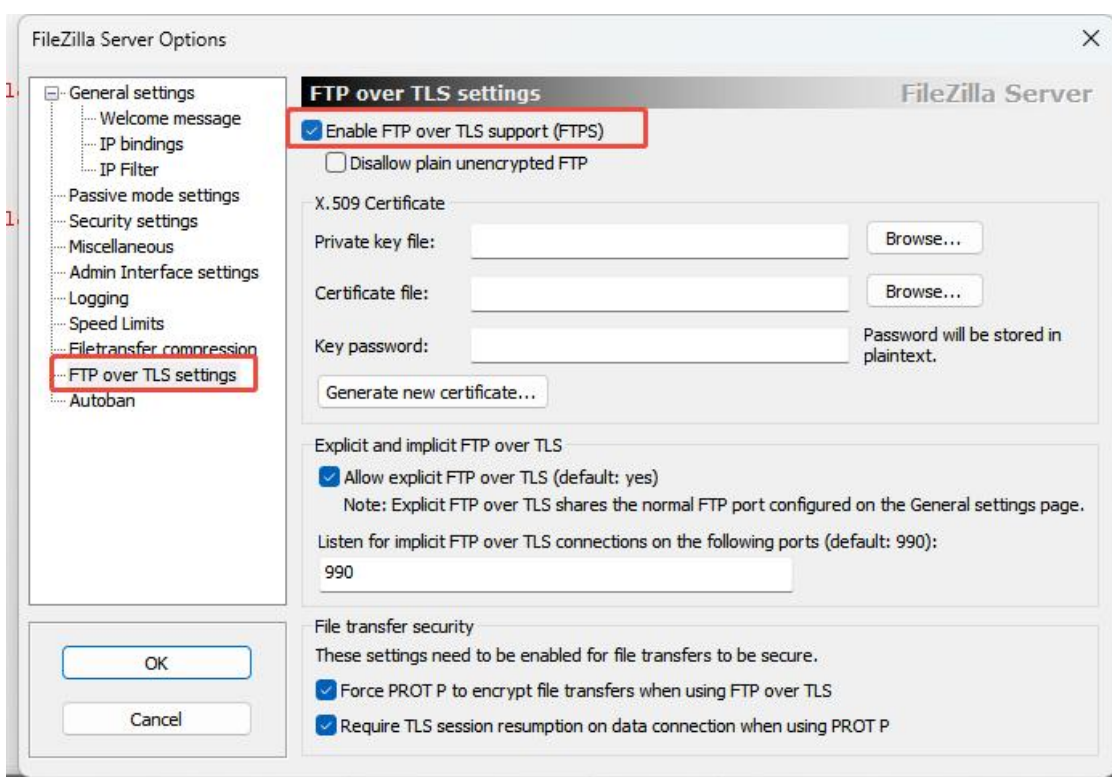 FileZilla Server Options
General settings
Welcome message
IP bindings
IP Filter
Passive mode settings
Security settings
Miscellaneous
Admin Interface settings
Logging
Speed Limits
Filetransfer compression
FTP over TLS settings
Autoban
OK
Cancel
FTP over TLS settings
FileZilla Server
Enable FTP over TLS support (FTPS)
Disallow plain unencrypted FTP
X.509 Certificate
Private key file:
Browse...
Certificate file:
Browse...
Key password:
Password will be stored in
plaintext.
Generate new certificate...
Explicit and implicit FTP over TLS
Allow explicit FTP over TLS (default: yes)
Note: Explicit FTP over TLS shares the normal FTP port configured on the General settings page.
Listen for implicit FTP over TLS connections on the following ports (default: 990):
990
File transfer security
These settings need to be enabled for file transfers to be secure.
Force PROT P to encrypt file transfers when using FTP over TLS
Require TLS session resumption on data connection when using PROT P